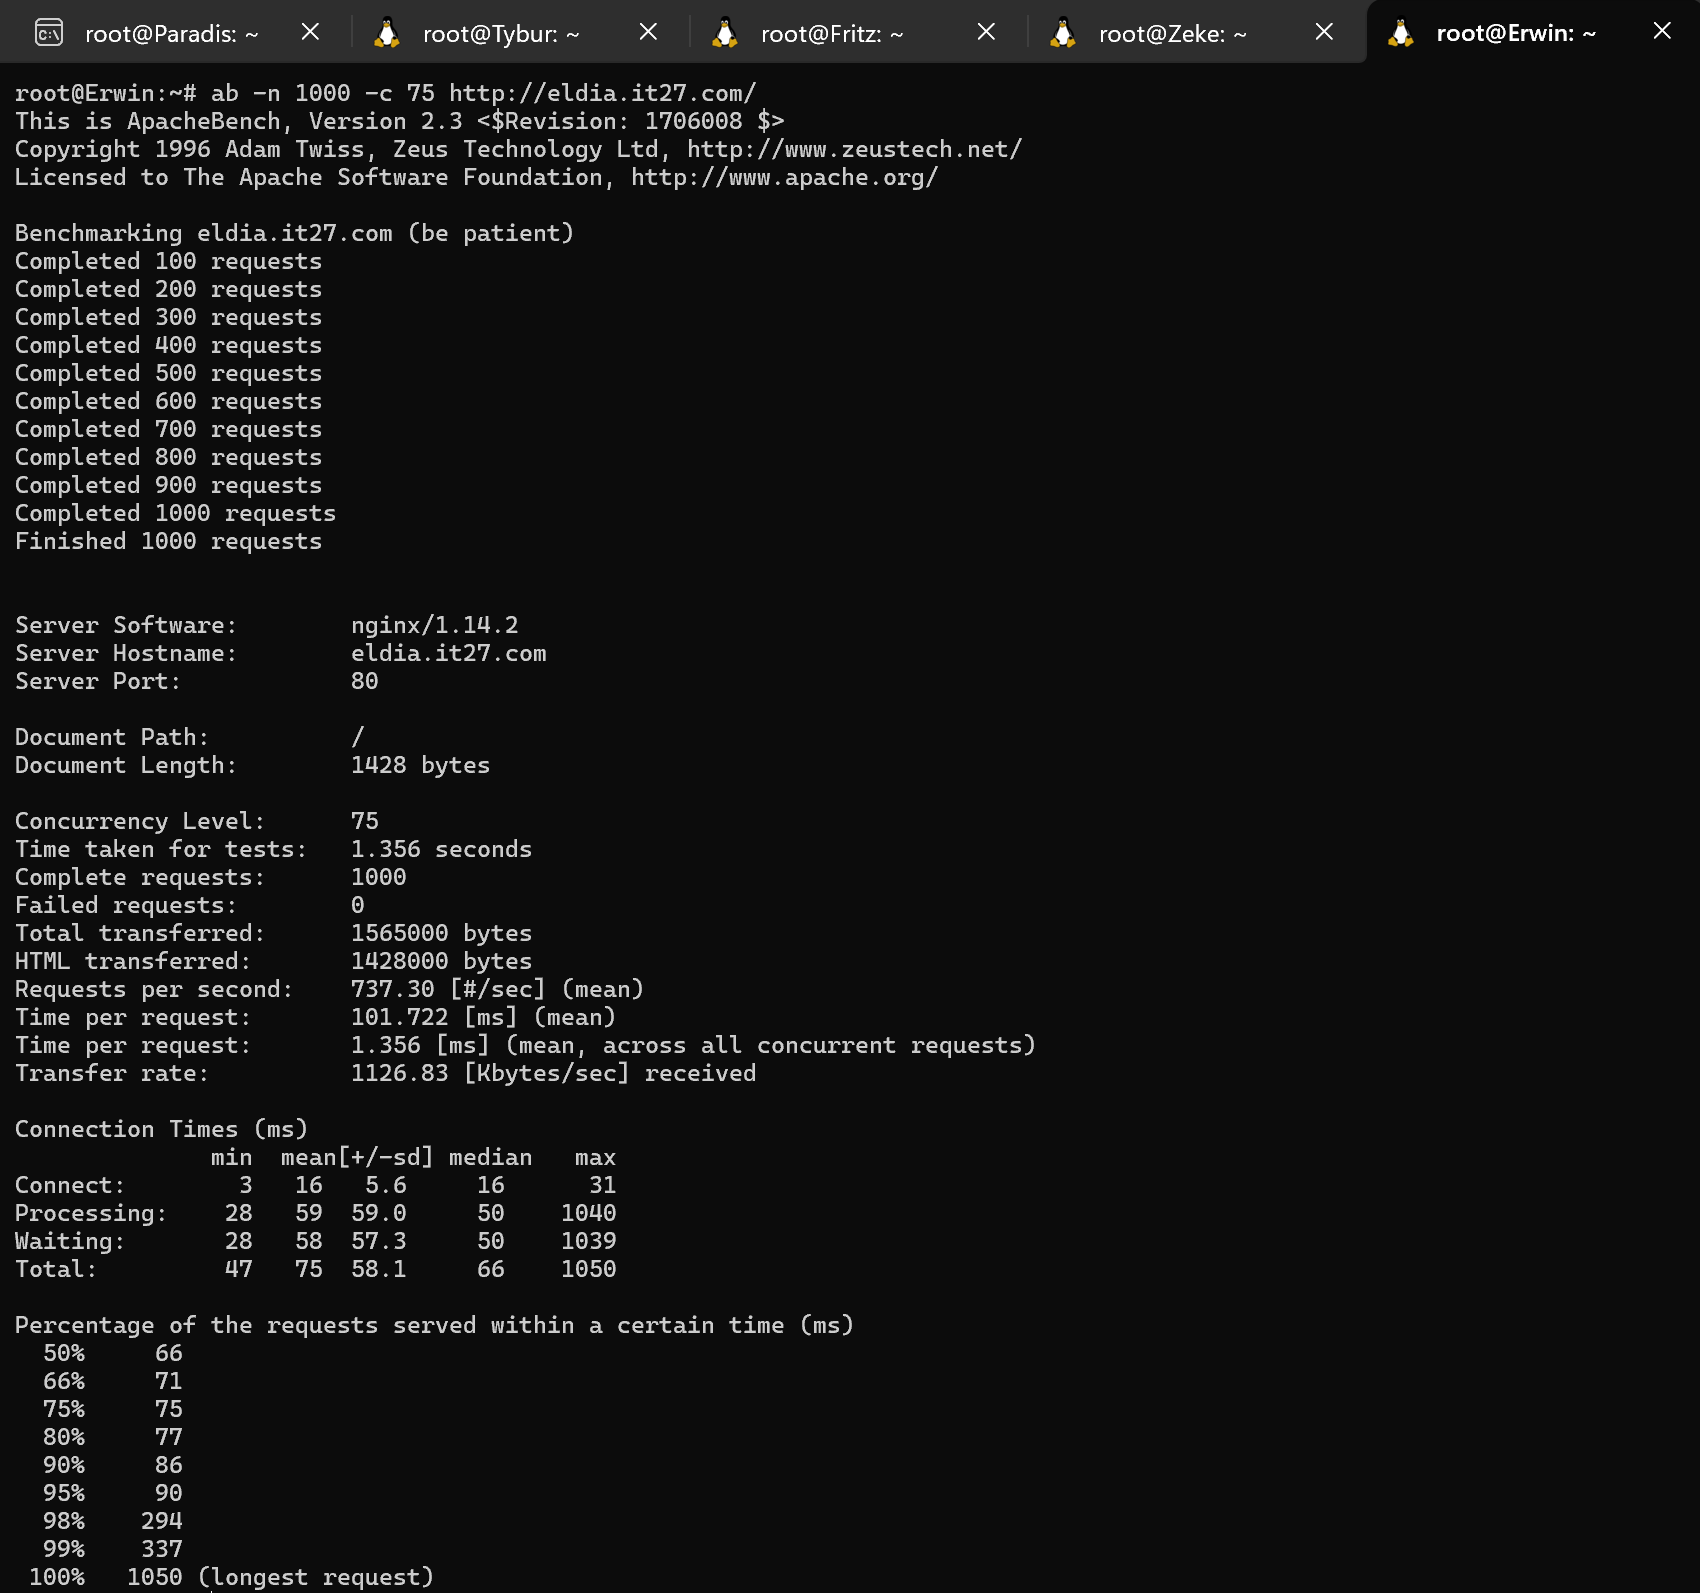 root@Paradis: ~
root@Tybur: ~
root@Fritz: ~
root@Zeke: ~
root@Erwin: ~
root@Erwin:~# ab -n 1000 -c 75 http://eldia.it27.com/
This is ApacheBench, Version 2.3 <$Revision: 1706008 $>
Copyright 1996 Adam Twiss, Zeus Technology Ltd, http://www.zeustech.net/
Licensed to The Apache Software Foundation, http://www.apache.org/
Benchmarking eldia.it27.com (be patient)
Completed 100 requests
Completed 200 requests
Completed 300 requests
Completed 400 requests
Completed 500 requests
Completed 600 requests
Completed 700 requests
Completed 800 requests
Completed 900 requests
Completed 1000 requests
Finished 1000 requests
Server Software:        nginx/1.14.2
Server Hostname:        eldia.it27.com
Server Port:            80
Document Path:          /
Document Length:        1428 bytes
Concurrency Level:      75
Time taken for tests:   1.356 seconds
Complete requests:      1000
Failed requests:        0
Total transferred:      1565000 bytes
HTML transferred:       1428000 bytes
Requests per second:    737.30 [#/sec] (mean)
Time per request:       101.722 [ms] (mean)
Time per request:       1.356 [ms] (mean, across all concurrent requests)
Transfer rate:          1126.83 [Kbytes/sec] received
Connection Times (ms)
              min   mean[+/-sd] median   max
Connect:        3   16   5.6     16      31
Processing:    28   59  59.0     50    1040
Waiting:       28   58  57.3     50    1039
Total:         47   75  58.1     66    1050
Percentage of the requests served within a certain time (ms)
  50%     66
  66%     71
  75%     75
  80%     77
  90%     86
  95%     90
  98%    294
  99%    337
 100%   1050 (longest request)